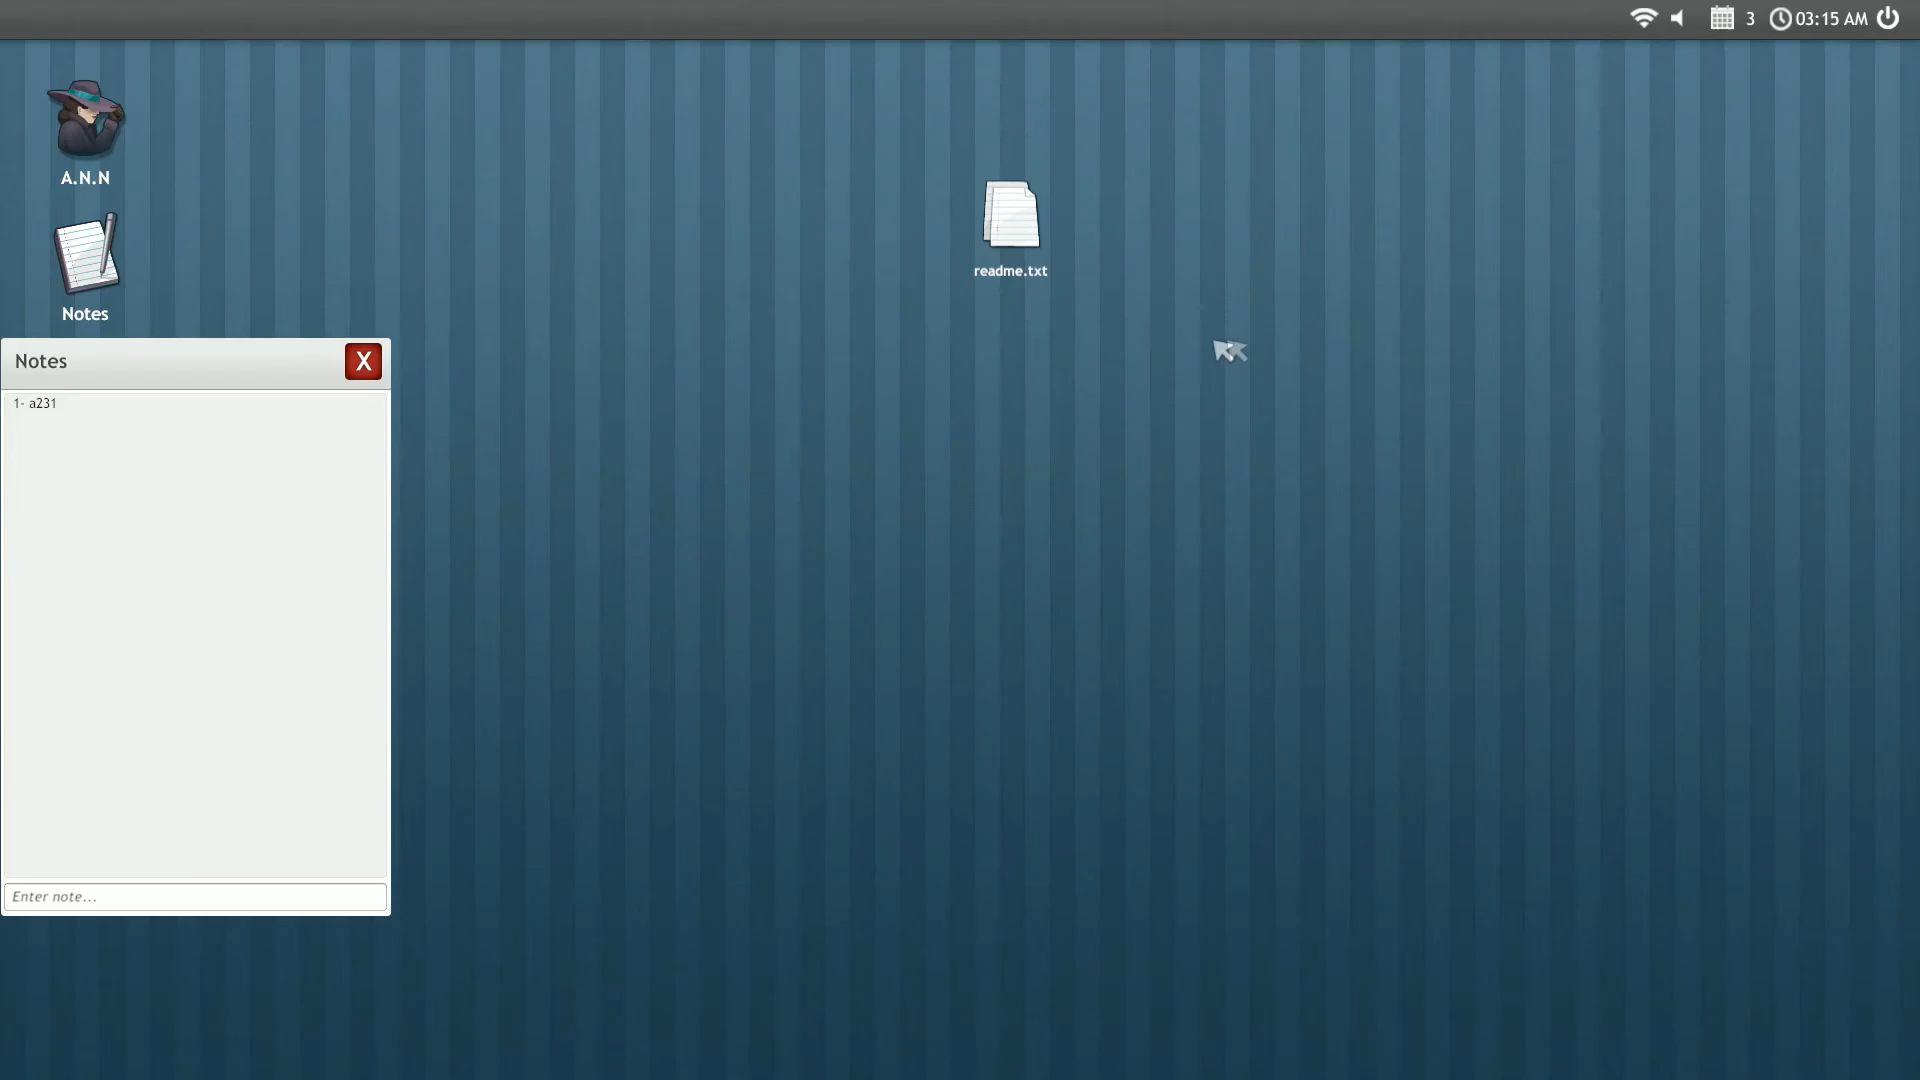 3 03:15 AM
A.N.N
readme.txt
Notes
Notes X
1- a231
Enter note...